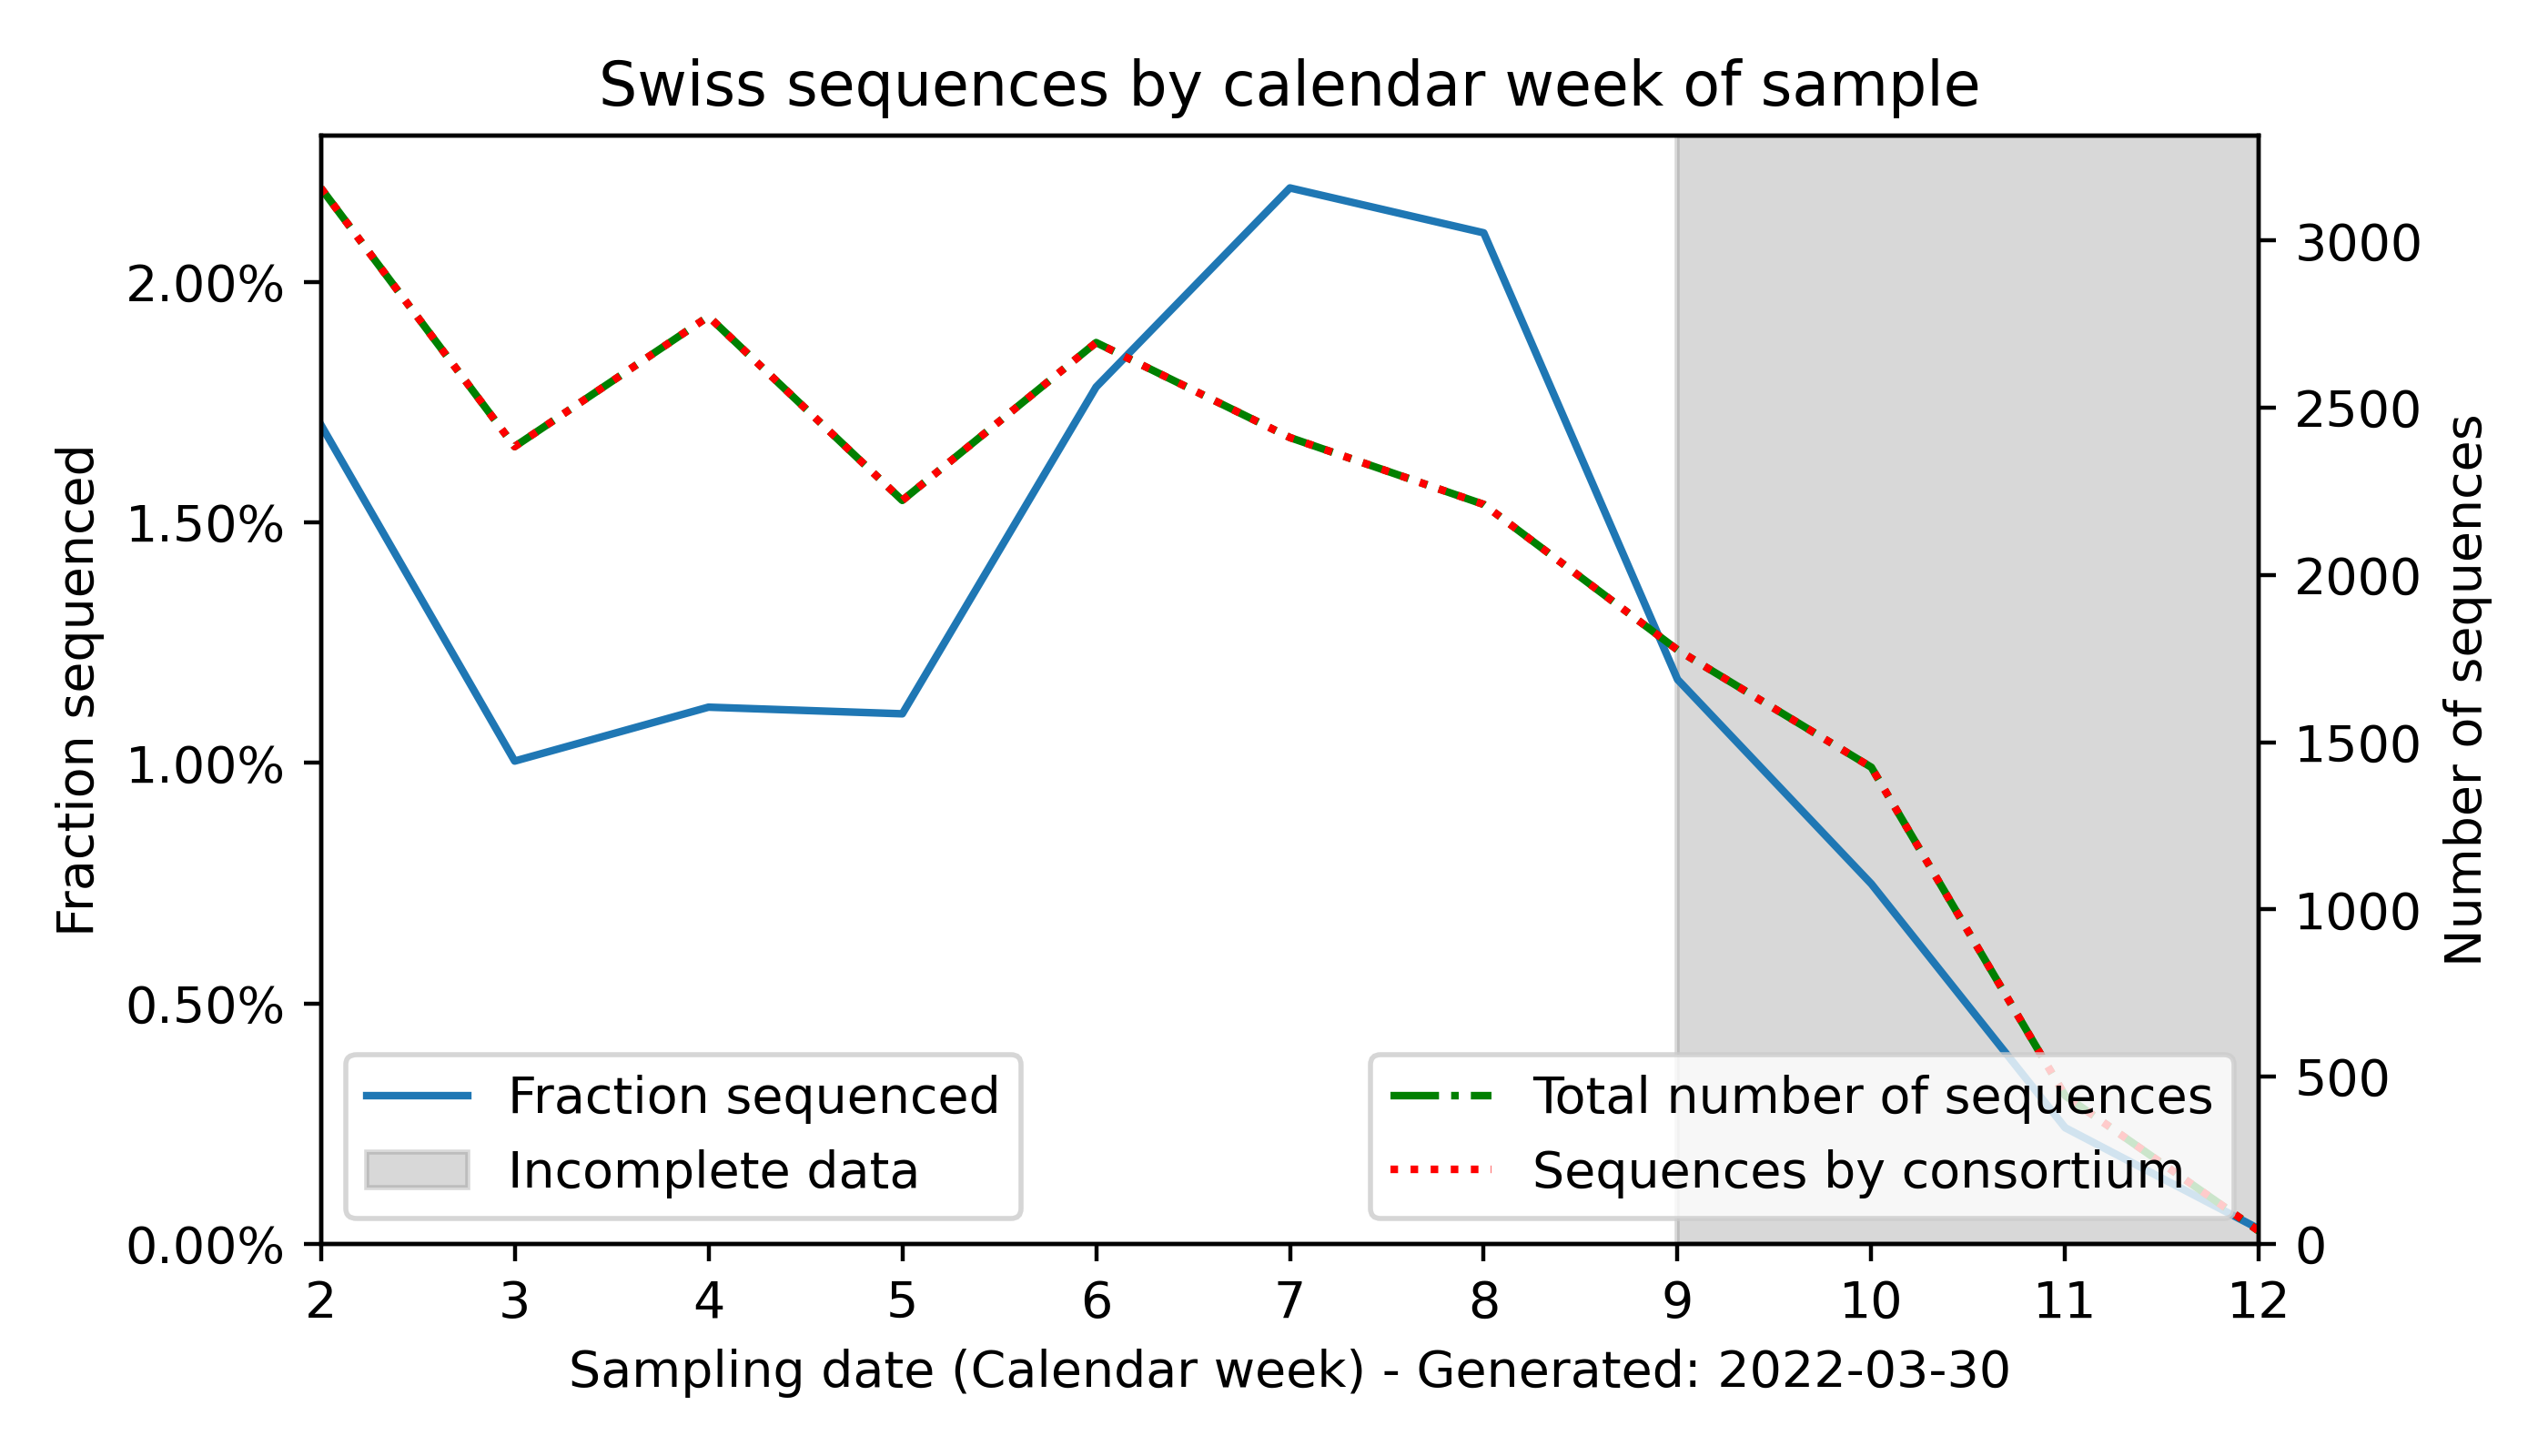 Swiss sequences by calendar week of sample
Fraction sequenced
2.00%
1.50%
1.00%
0.50%
0.00%
3000
2500
2000
1500
1000
500
0
Number of sequences
Fraction sequenced
Incomplete data
Total number of sequences
Sequences by consortium
2 3 4 5 6 7 8 9 10 11 12
Sampling date (Calendar week) - Generated: 2022-03-30